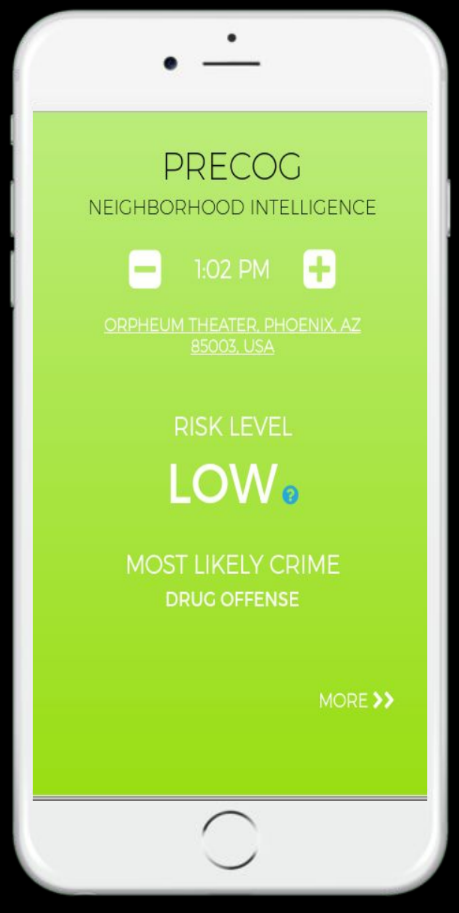 PRECOG
NEIGHBORHOOD INTELLIGENCE
1:02 PM
ORPHEUM THEATER, PHOENIX, AZ
85003, USA
RISK LEVEL
LOW ?
MOST LIKELY CRIME
DRUG OFFENSE
MORE